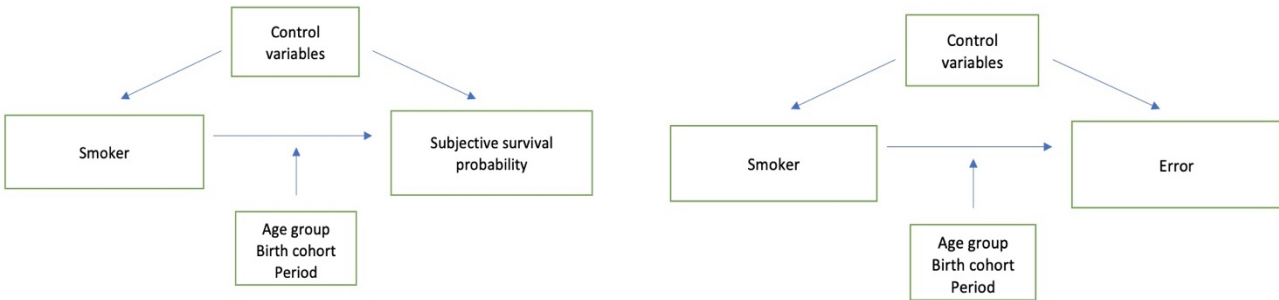 Control
variables
Smoker
Subjective survival
probability
Age group
Birth cohort
Period
Control
variables
Smoker
Error
Age group
Birth cohort
Period